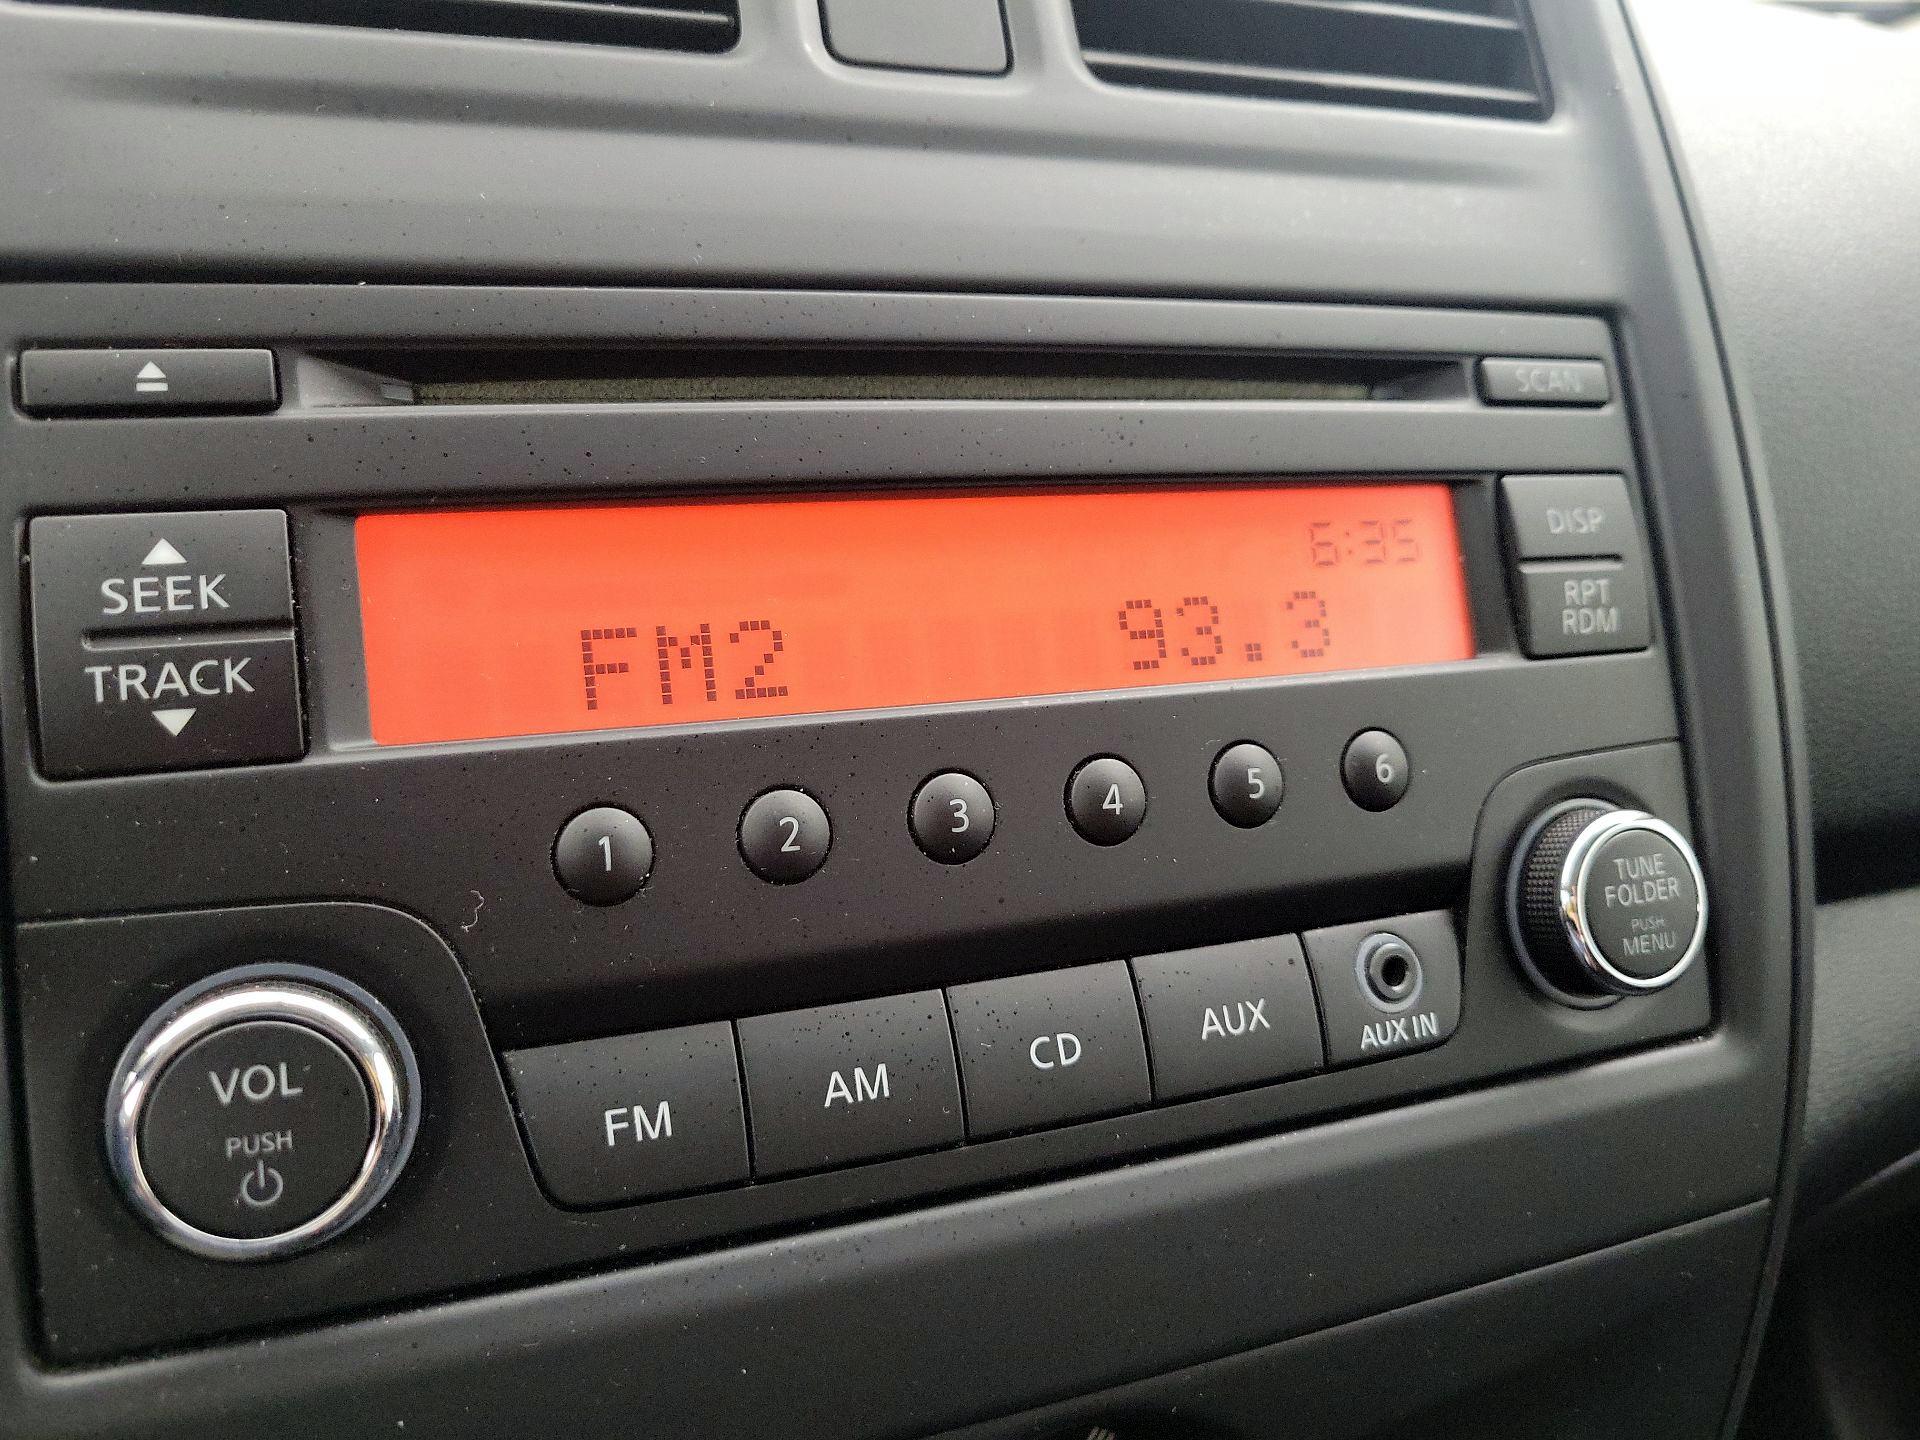 SCAN
SEEK
TRACK
6:35
FM2 93.3
DISP
RPT
RDM
1 2 3 4 5 6
TUNE
FOLDER
PUSH
MENU
VOL
PUSH
FM AM CD AUX AUX IN